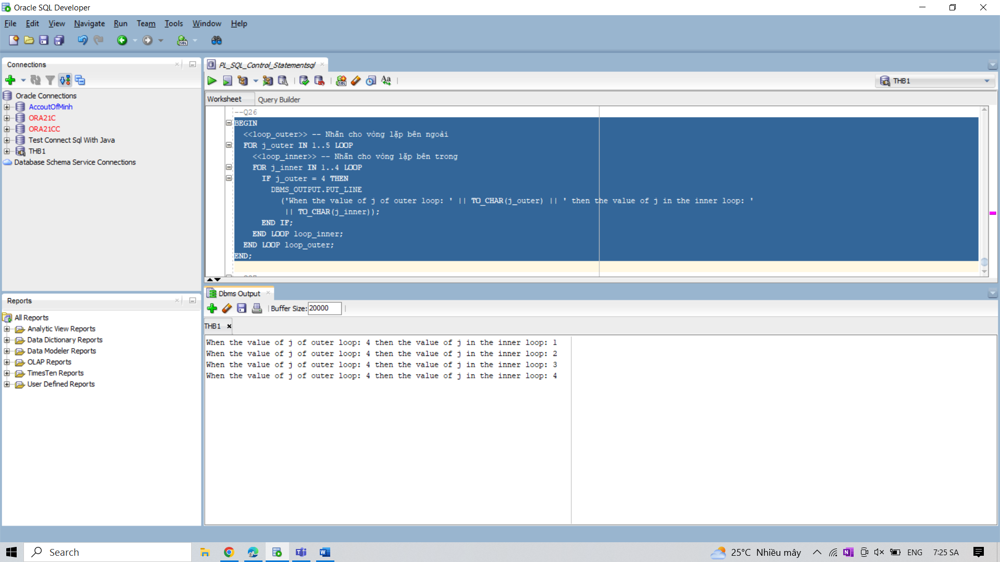 Oracle SQL Developer
File Edit View Navigate Run Team Tools Window Help
Connections
Oracle Connections
AccoutOfMinh
ORA21C
ORA21CC
Test Connect Sql With Java
THB1
Database Schema Service Connections
Reports
All Reports
Analytic View Reports
Data Dictionary Reports
Data Modeler Reports
OLAP Reports
TimesTen Reports
User Defined Reports
PL_SQL_Control_Statementsql
THB1
Worksheet Query Builder
--Q26
BEGIN
<<loop_outer>> -- Nhãn cho vòng lặp bên ngoài
FOR j_outer IN 1..5 LOOP
<<loop_inner>> -- Nhãn cho vòng lặp bên trong
FOR j_inner IN 1..4 LOOP
IF j_outer = 4 THEN
DBMS_OUTPUT.PUT_LINE
('When the value of j of outer loop: ' || TO_CHAR(j_outer) || ' then the value of j in the inner loop: '
|| TO_CHAR(j_inner));
END IF;
END LOOP loop_inner;
END LOOP loop_outer;
END;
Dbms Output
Buffer Size: 20000
THB1
When the value of j of outer loop: 4 then the value of j in the inner loop: 1
When the value of j of outer loop: 4 then the value of j in the inner loop: 2
When the value of j of outer loop: 4 then the value of j in the inner loop: 3
When the value of j of outer loop: 4 then the value of j in the inner loop: 4
Search
25°C Nhiều mây ENG 7:25 SA